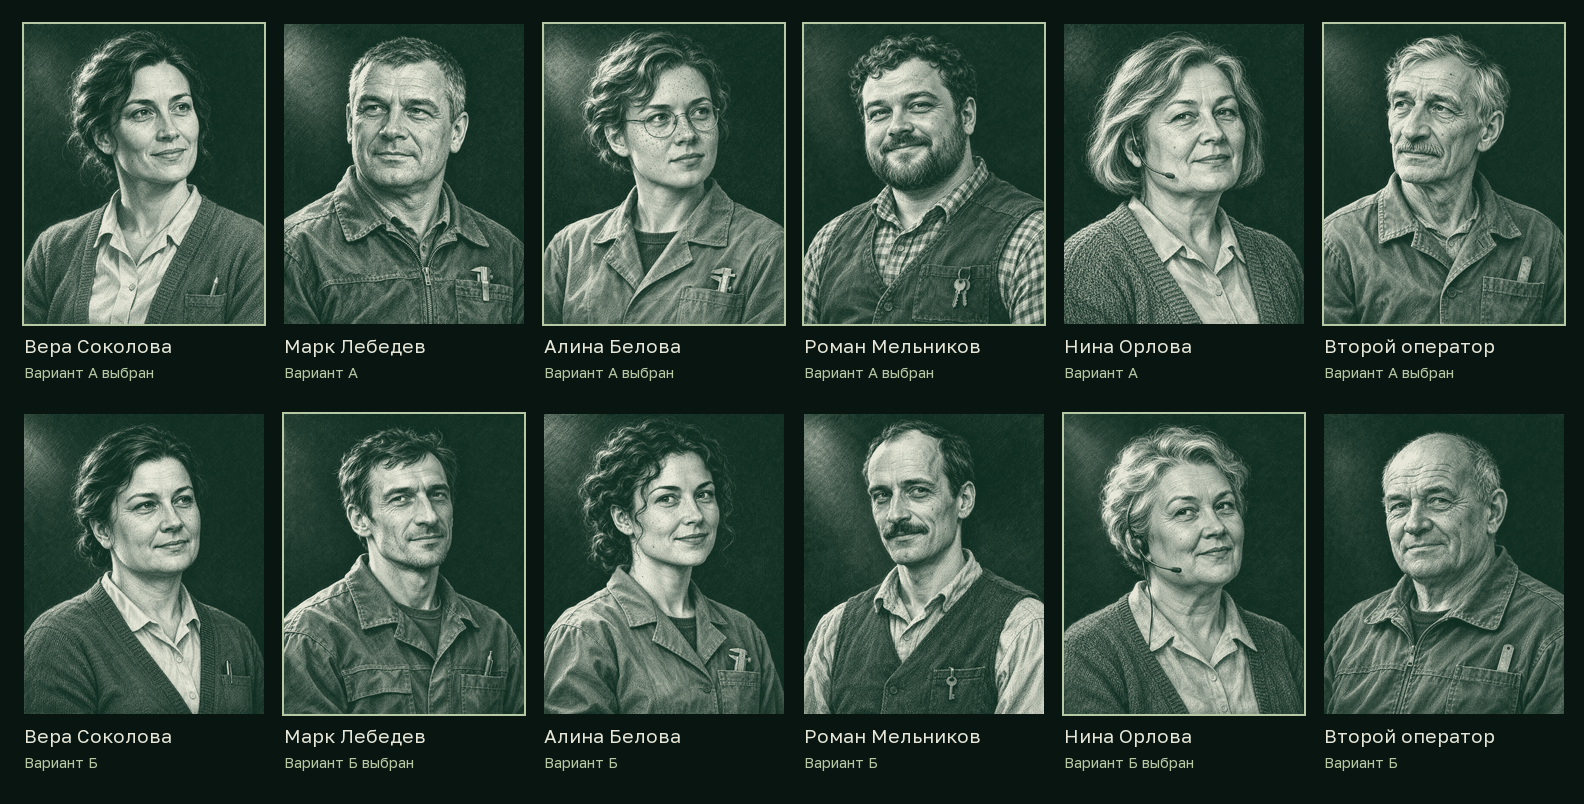 Вера Соколова
Вариант А выбран
Марк Лебедев
Вариант А
Алина Белова
Вариант А выбран
Роман Мельников
Вариант А выбран
Нина Орлова
Вариант А
Второй оператор
Вариант А выбран
Вера Соколова
Вариант Б
Марк Лебедев
Вариант Б выбран
Алина Белова
Вариант Б
Роман Мельников
Вариант Б
Нина Орлова
Вариант Б выбран
Второй оператор
Вариант Б